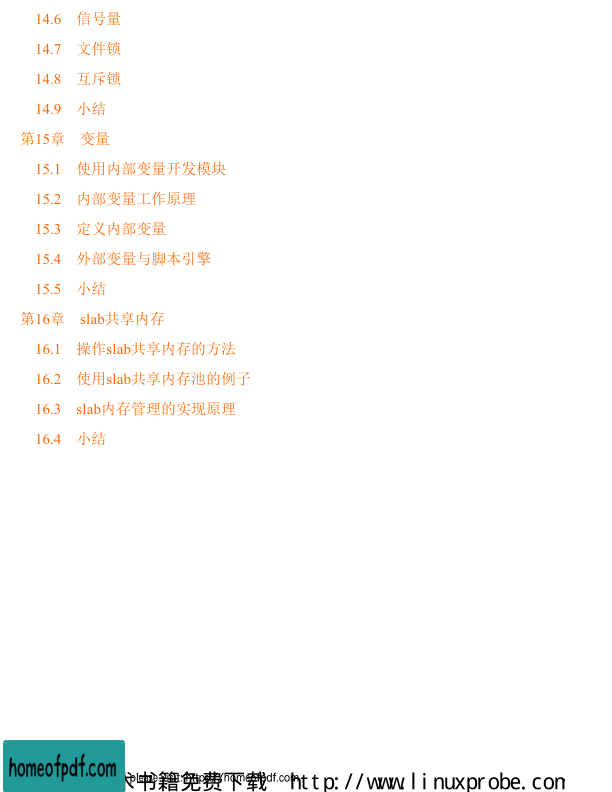 14.6 信号量
14.7 文件锁
14.8 互斥锁
14.9 小结
第15章 变量
15.1 使用内部变量开发模块
15.2 内部变量工作原理
15.3 定义内部变量
15.4 外部变量与脚本引擎
15.5 小结
第16章 slab共享内存
16.1 操作slab共享内存的方法
16.2 使用slab共享内存池的例子
16.3 slab内存管理的实现原理
16.4 小结
homeofpdf.com
书籍免费下载 http://www.linuxprobe.com